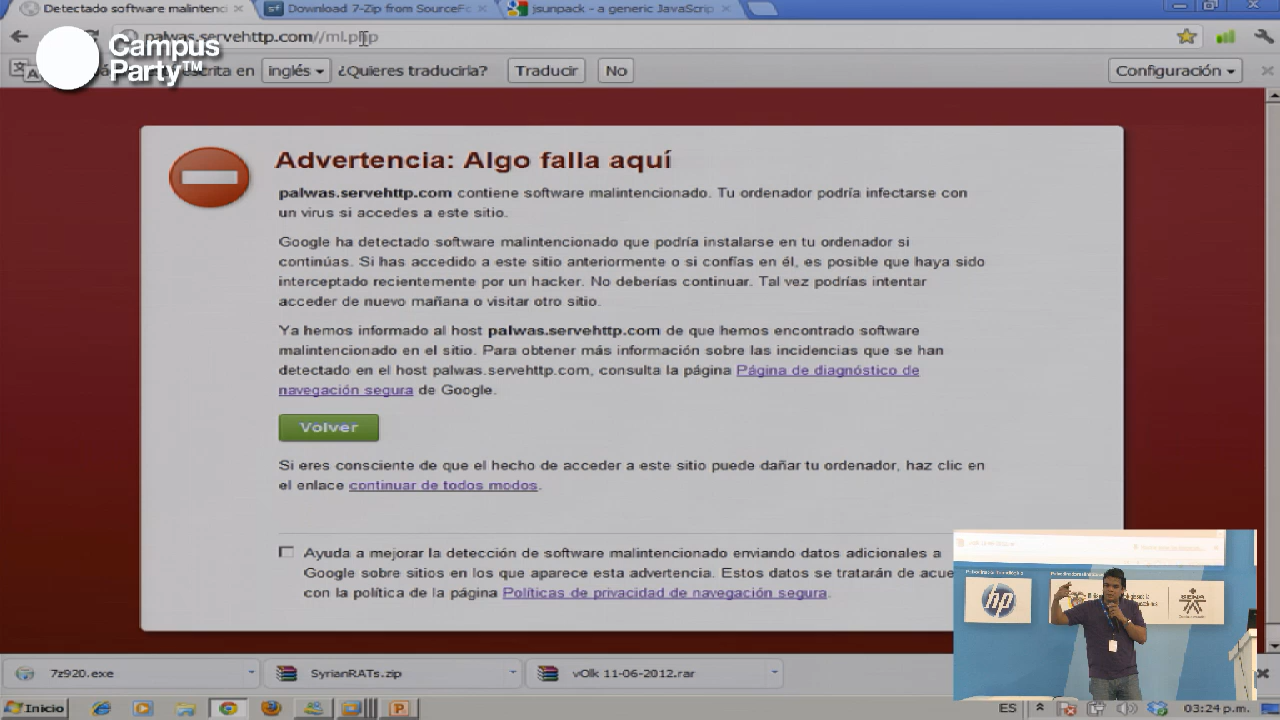 Detectado software malintenc
Download 7-Zip from SourceFo
jsunpack - a generic JavaScrip
palwas.servehttp.com//ml.php
Campus
Party™
escrita en
inglés
¿Quieres traducirla?
Traducir
No
Configuración
Advertencia: Algo falla aquí
palwas.servehttp.com contiene software malintencionado. Tu ordenador podría infectarse con
un virus si accedes a este sitio.
Google ha detectado software malintencionado que podría instalarse en tu ordenador si
continúas. Si has accedido a este sitio anteriormente o si confías en él, es posible que haya sido
interceptado recientemente por un hacker. No deberías continuar. Tal vez podrías intentar
acceder de nuevo mañana o visitar otro sitio.
Ya hemos informado al host palwas.servehttp.com de que hemos encontrado software
malintencionado en el sitio. Para obtener más información sobre las incidencias que se han
detectado en el host palwas.servehttp.com, consulta la página Página de diagnóstico de
navegación segura de Google.
Volver
Si eres consciente de que el hecho de acceder a este sitio puede dañar tu ordenador, haz clic en
el enlace continuar de todos modos.
Ayuda a mejorar la detección de software malintencionado enviando datos adicionales a
Google sobre sitios en los que aparece esta advertencia. Estos datos se tratarán de acue
con la política de la página Políticas de privacidad de navegación segura.
hp
SENA
7z920.exe
SyrianRATs.zip
vOlk 11-06-2012.rar
Inicio
ES
03:24 p.m.